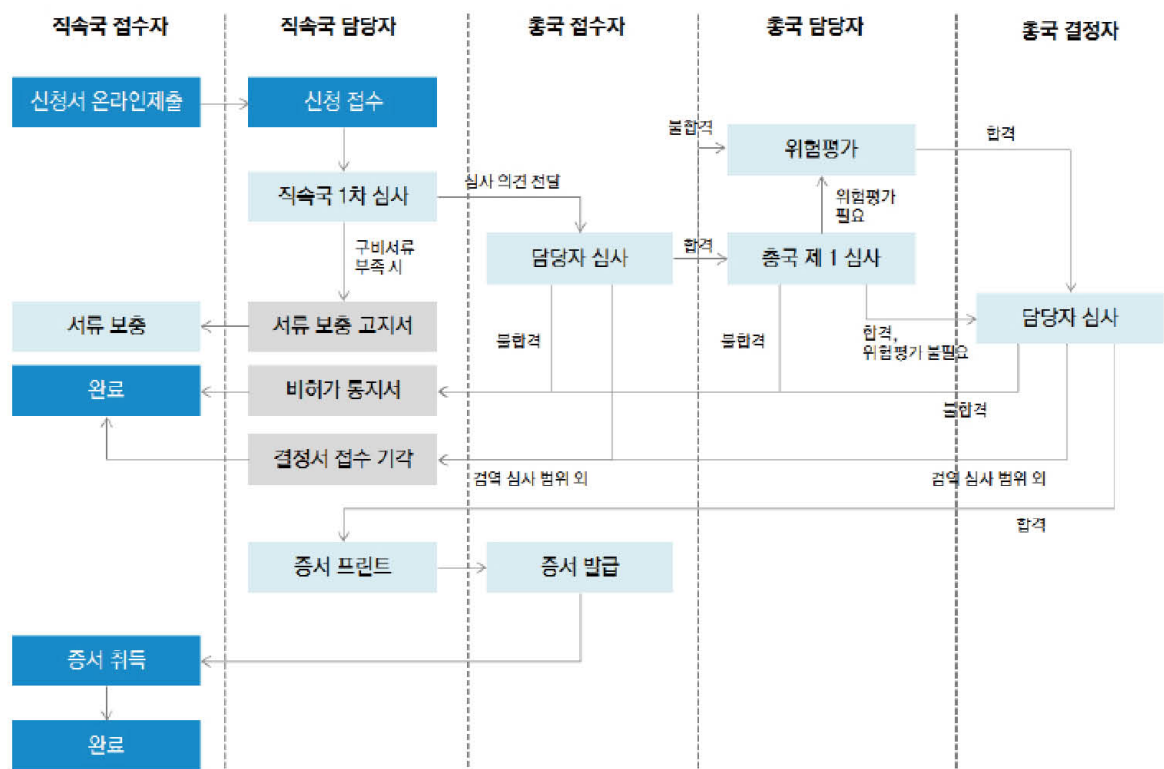 직속국 접수자
직속국 담당자
총국 접수자
총국 담당자
총국 결정자
신청서 온라인제출
신청 접수
불합격
위험평가
합격
직속국 1차 심사
심사 의견 전달
위험평가
필요
구비서류
부족 시
담당자 심사
합격
총국 제 1 심사
서류 보충
서류 보충 고지서
불합격
불합격
합격,
위험평가 불필요
담당자 심사
완료
비허가 통지서
불합격
결정서 접수 기각
검역 심사 범위 외
검역 심사 범위 외
합격
증서 프린트
증서 발급
증서 취득
완료